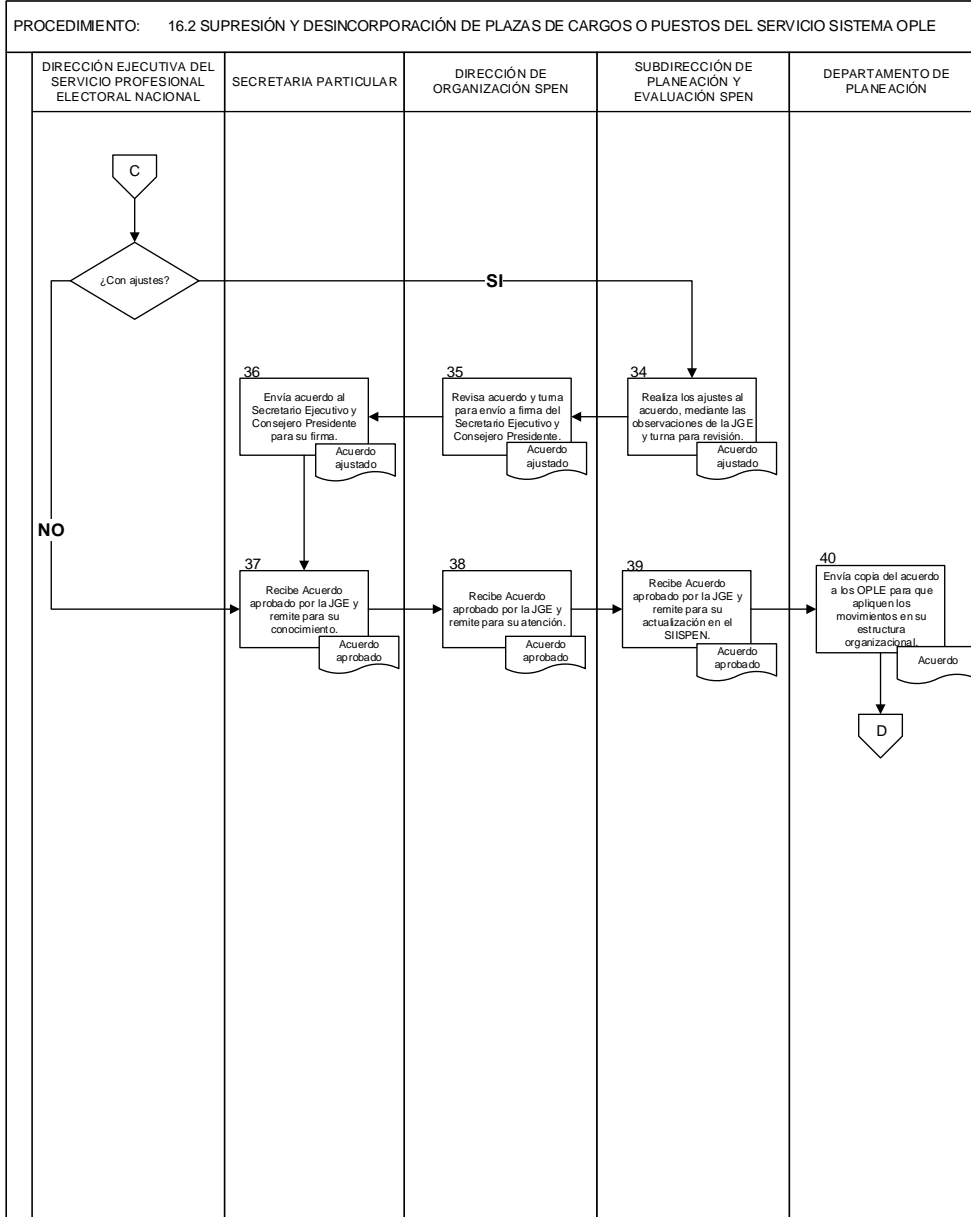 PROCEDIMIENTO: 16.2 SUPRESIÓN Y DESINCORPORACIÓN DE PLAZAS DE CARGOS O PUESTOS DEL SERVICIO SISTEMA OPLE
DIRECCIÓN EJECUTIVA DEL
SERVICIO PROFESIONAL
ELECTORAL NACIONAL
SECRETARIA PARTICULAR
DIRECCIÓN DE
ORGANIZACIÓN SPEN
SUBDIRECCIÓN DE
PLANEACIÓN Y
EVALUACIÓN SPEN
DEPARTAMENTO DE
PLANEACIÓN
C
¿Con ajustes?
SI
36
Envía acuerdo al
Secretario Ejecutivo y
Consejero Presidente
para su firma.
Acuerdo
ajustado
35
Revisa acuerdo y turna
para envío a firma del
Secretario Ejecutivo y
Consejero Presidente.
Acuerdo
ajustado
34
Realiza los ajustes al
acuerdo, mediante las
observaciones de la JGE
y turna para revisión.
Acuerdo
ajustado
NO
37
Recibe Acuerdo
aprobado por la JGE y
remite para su
conocimiento.
Acuerdo
aprobado
38
Recibe Acuerdo
aprobado por la JGE y
remite para su atención.
Acuerdo
aprobado
39
Recibe Acuerdo
aprobado por la JGE y
remite para su
actualización en el
SIISPEN.
Acuerdo
aprobado
40
Envía copia del acuerdo
a los OPLE para que
apliquen los
movimientos en su
estructura
organizacional.
Acuerdo
D